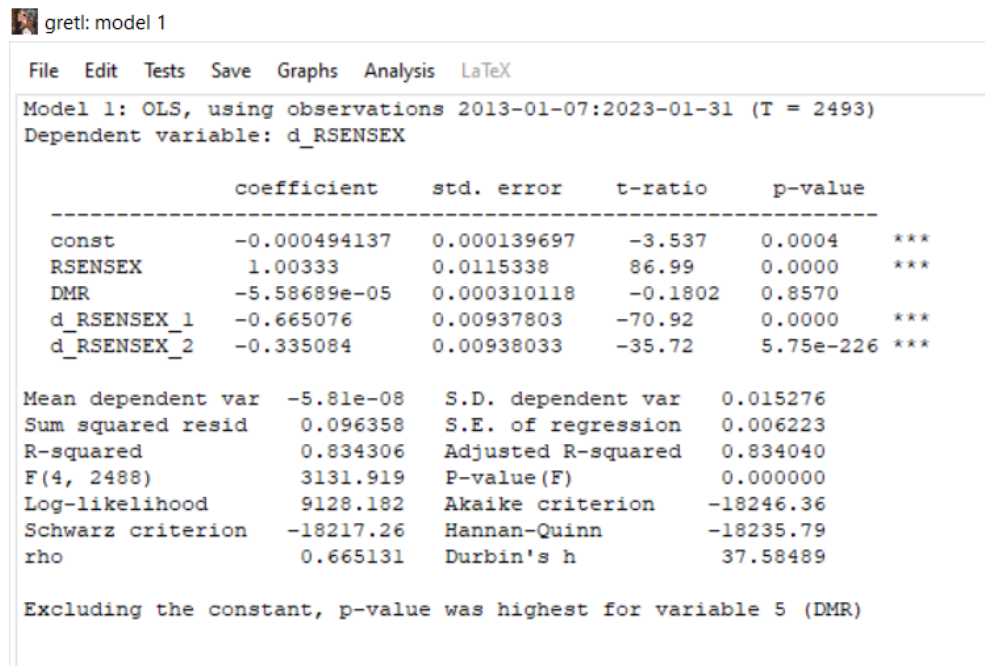 gretl: model 1
File Edit Tests Save Graphs Analysis LaTeX
Model 1: OLS, using observations 2013-01-07:2023-01-31 (T = 2493)
Dependent variable: d_RSENSEX
coefficient std. error t-ratio p-value
const -0.000494137 0.000139697 -3.537 0.0004 ***
RSENSEX 1.00333 0.0115338 86.99 0.0000 ***
DMR -5.58689e-05 0.000310118 -0.1802 0.8570
d_RSENSEX_1 -0.665076 0.00937803 -70.92 0.0000 ***
d_RSENSEX_2 -0.335084 0.00938033 -35.72 5.75e-226 ***
Mean dependent var -5.81e-08 S.D. dependent var 0.015276
Sum squared resid 0.096358 S.E. of regression 0.006223
R-squared 0.834306 Adjusted R-squared 0.834040
F(4, 2488) 3131.919 P-value(F) 0.000000
Log-likelihood 9128.182 Akaike criterion -18246.36
Schwarz criterion -18217.26 Hannan-Quinn -18235.79
rho 0.665131 Durbin's h 37.58489
Excluding the constant, p-value was highest for variable 5 (DMR)